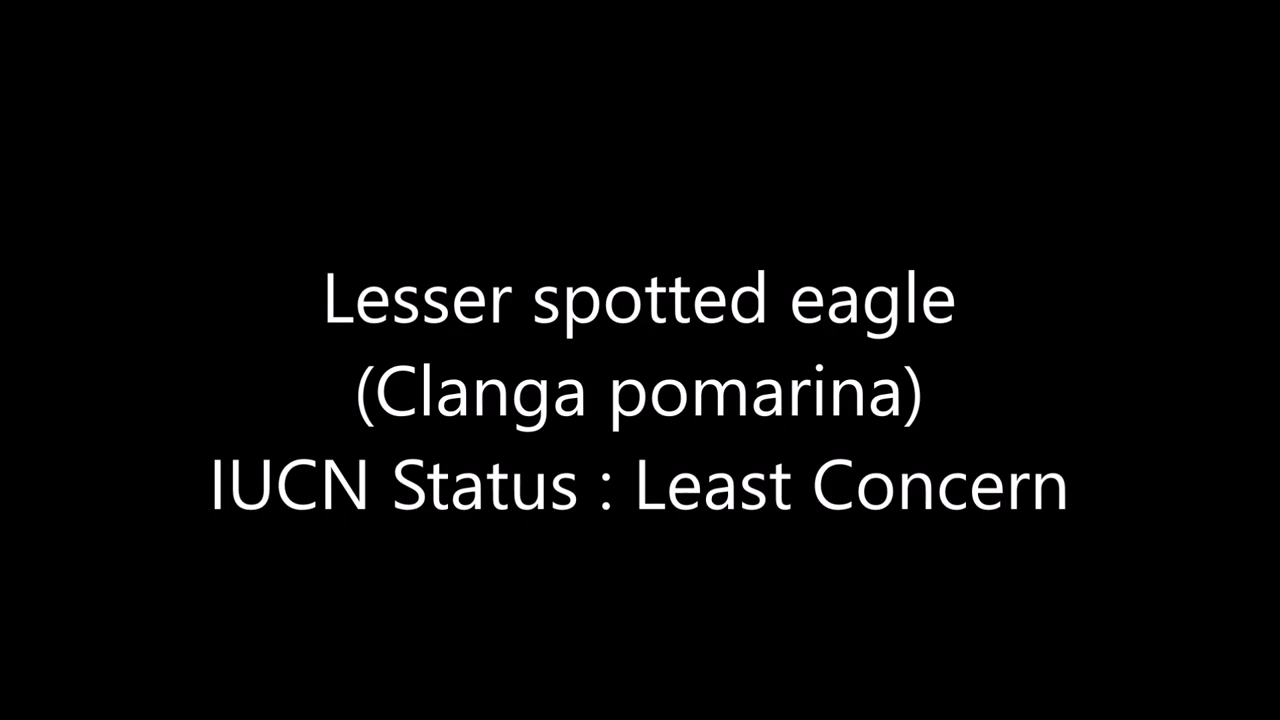 Lesser spotted eagle
(Clanga pomarina)
IUCN Status : Least Concern